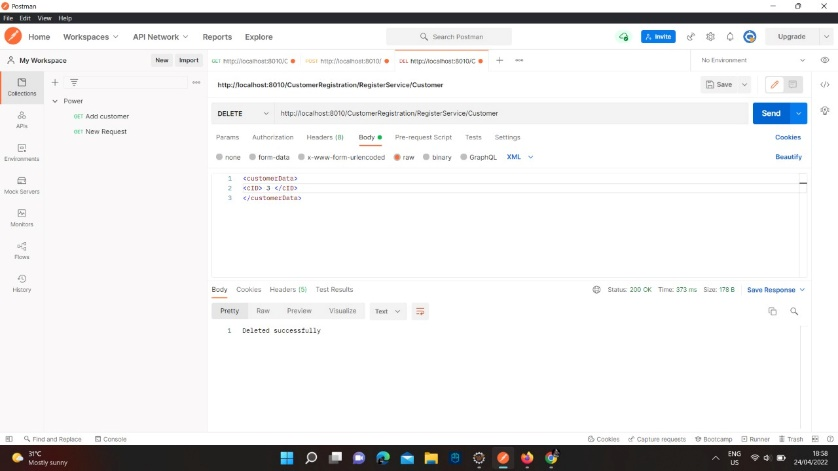 Postman
File Edit View Help
Home Workspaces API Network Reports Explore Search Postman Invite Upgrade
My Workspace New Import GET http://localhost:8010/C POST http://localhost:8010/C DEL http://localhost:8010/C No Environment
Collections
Power
GET Add customer
GET New Request
APIs
Environments
Mock Servers
Monitors
Flows
History
http://localhost:8010/CustomerRegistration/RegisterService/Customer Save
DELETE http://localhost:8010/CustomerRegistration/RegisterService/Customer Send
Params Authorization Headers (8) Body Pre-request Script Tests Settings Cookies
none form-data x-www-form-urlencoded raw binary GraphQL XML Beautify
1 <customerData>
2 <CID> 3 </CID>
3 </customerData>
Body Cookies Headers (5) Test Results Status: 200 OK Time: 373 ms Size: 178 B Save Response
Pretty Raw Preview Visualize Text
1 Deleted successfully
Find and Replace Console Cookies Capture requests Bootcamp Runner Trash
31°C
Mostly sunny
ENG
US
18:58
24/04/2022